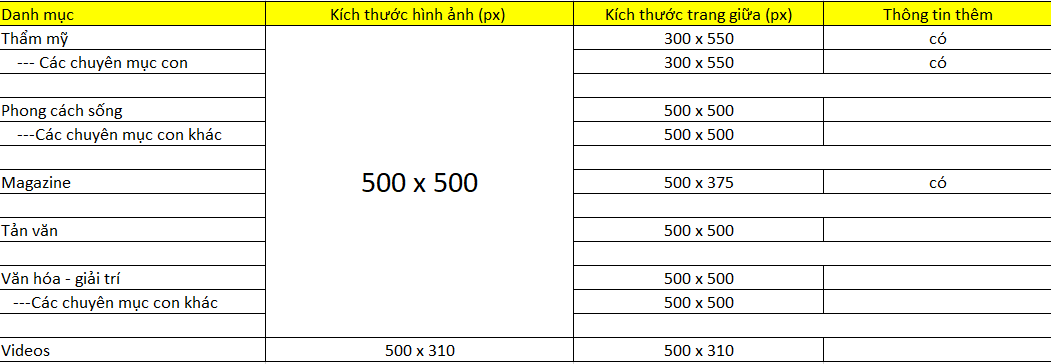 Danh mục Kích thước hình ảnh (px) Kích thước trang giữa (px) Thông tin thêm
Thẩm mỹ 300 x 550 có
--- Các chuyên mục con 300 x 550 có
Phong cách sống 500 x 500
---Các chuyên mục con khác 500 x 500
Magazine 500 x 500 500 x 375 có
Tản văn 500 x 500
Văn hóa - giải trí 500 x 500
---Các chuyên mục con khác 500 x 500
Videos 500 x 310 500 x 310